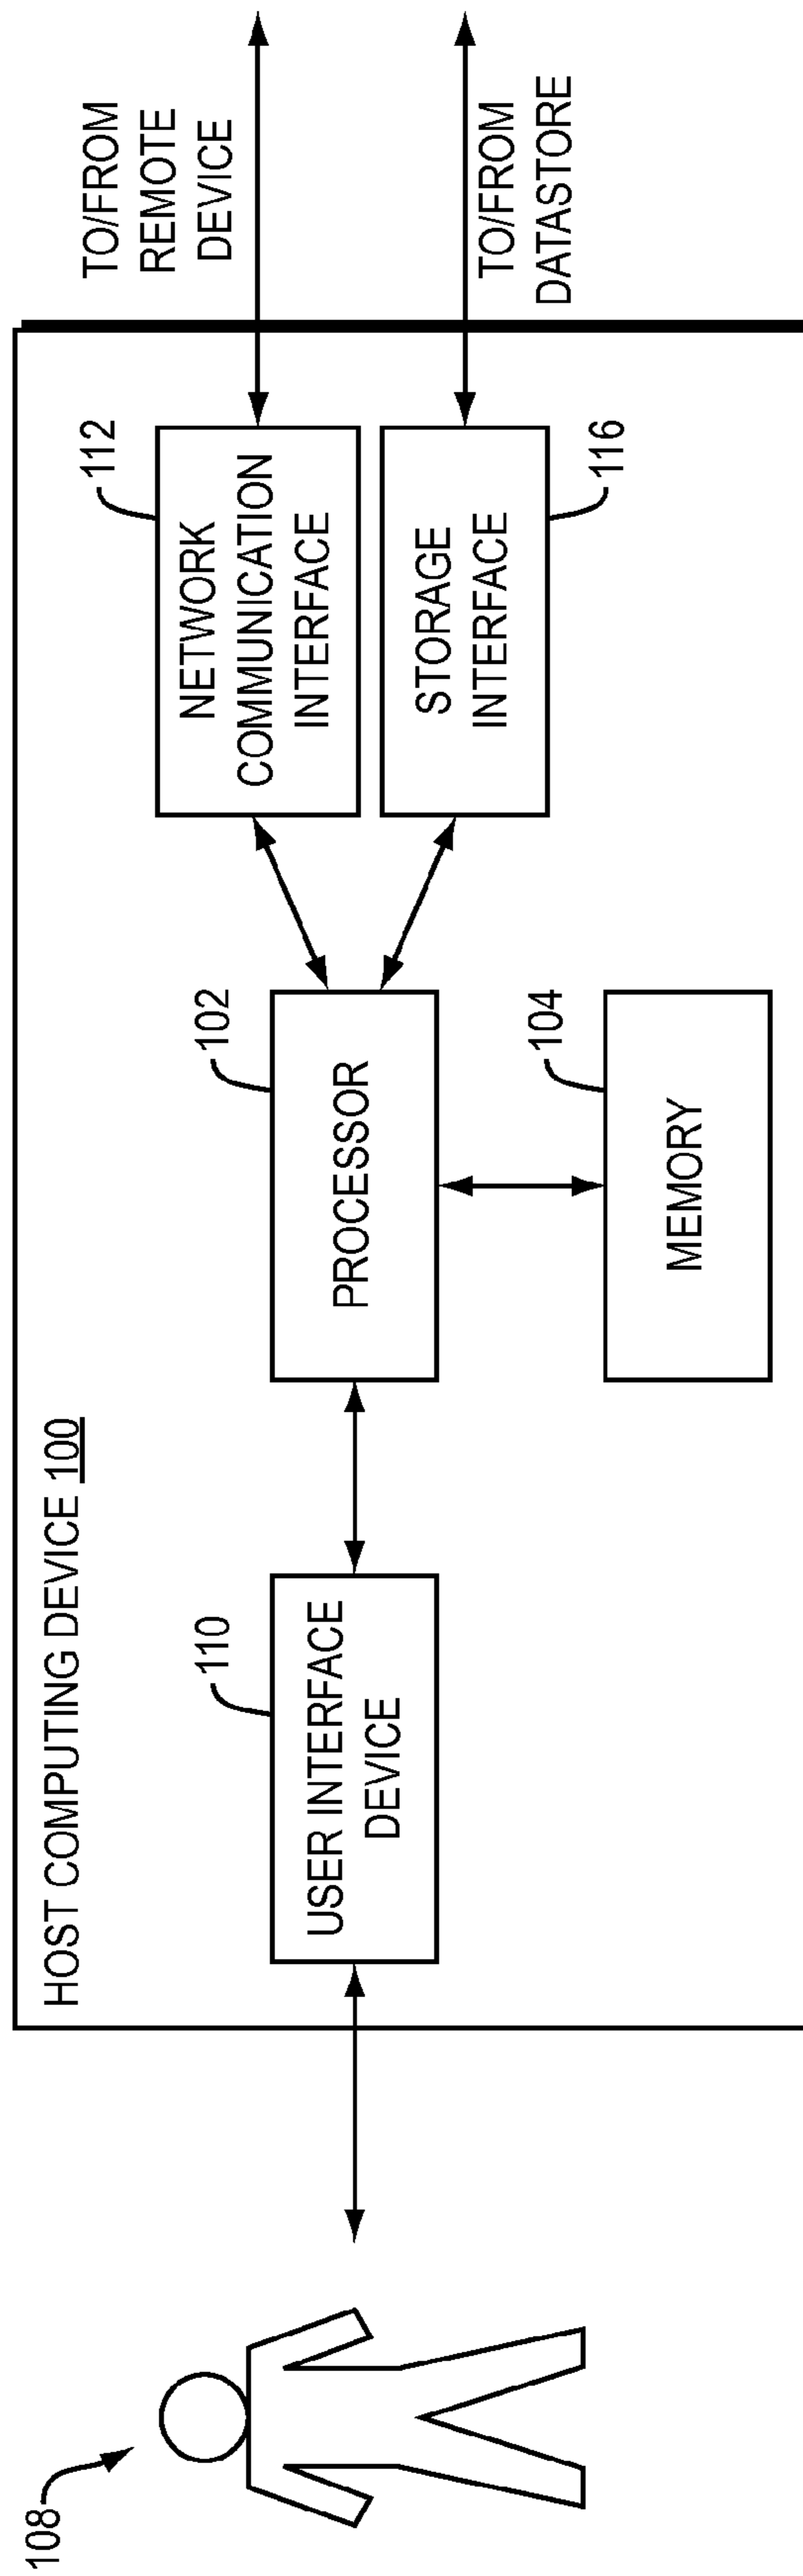 HOST COMPUTING DEVICE 100
108
110
USER INTERFACE
DEVICE
102
PROCESSOR
104
MEMORY
112
NETWORK
COMMUNICATION
INTERFACE
116
STORAGE
INTERFACE
TO/FROM
REMOTE
DEVICE
TO/FROM
DATASTORE